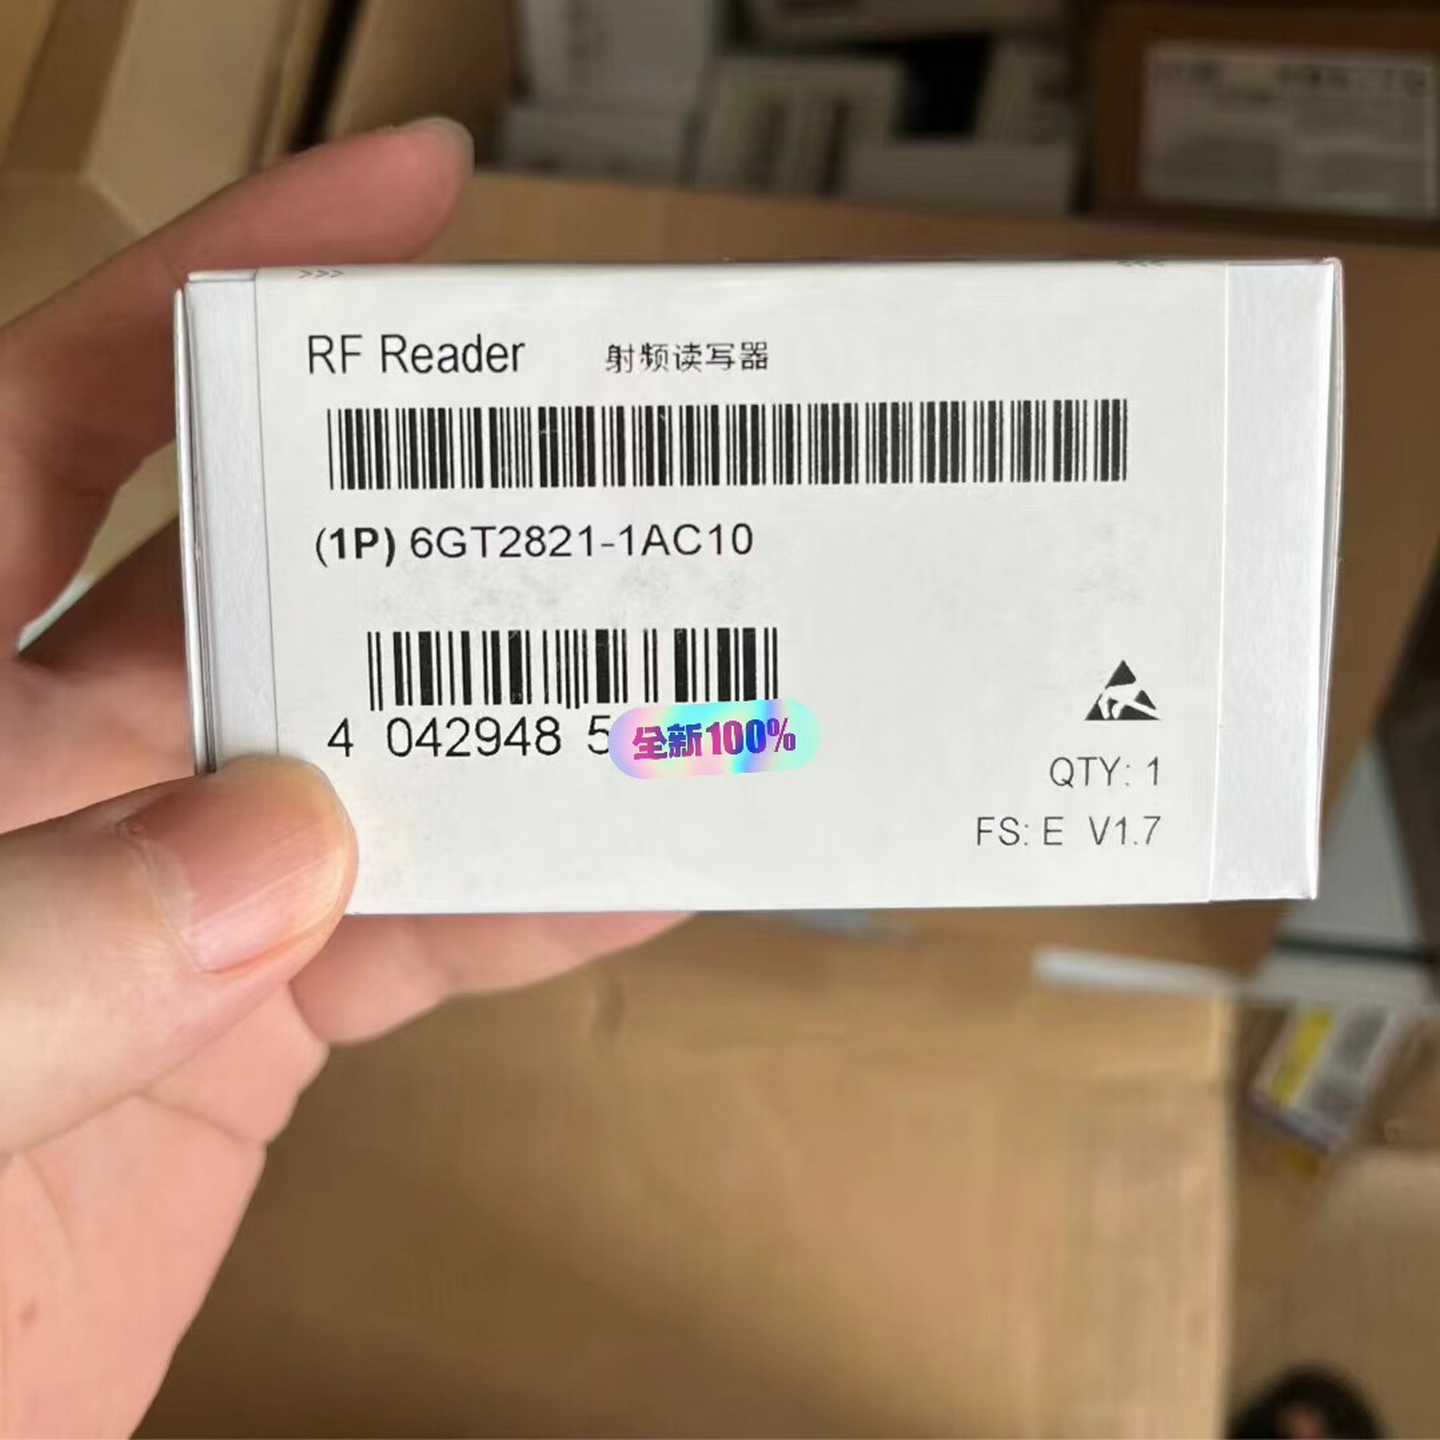 >>>
RF Reader 射频读写器
(1P) 6GT2821-1AC10
4 042948 5
全新100%
QTY: 1
FS: E V1.7